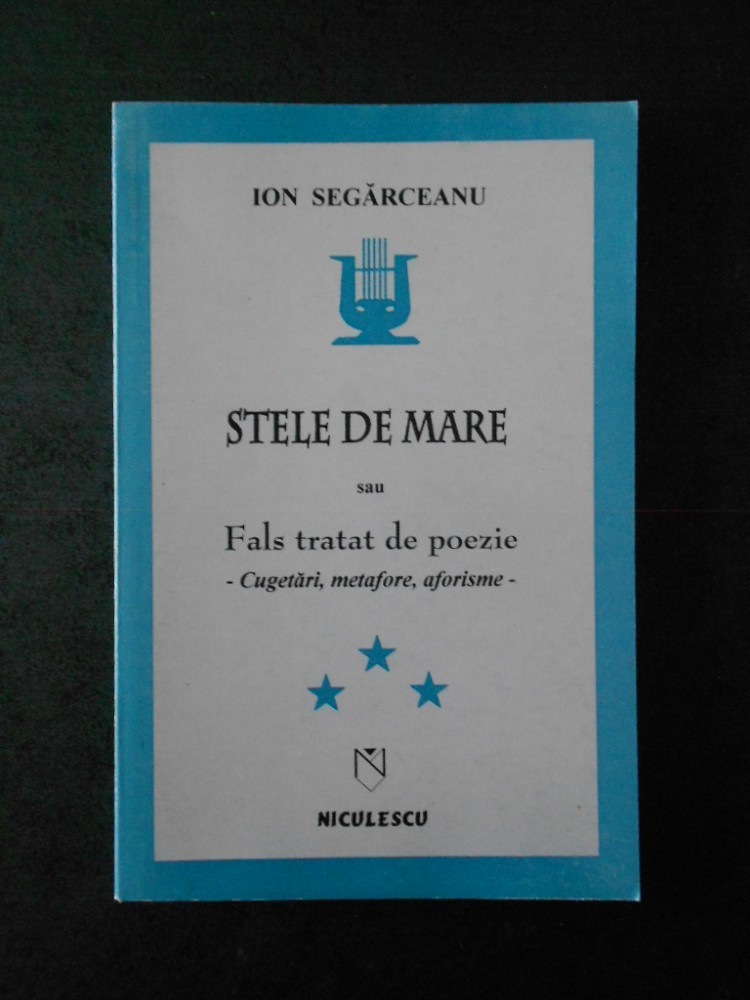 ION SEGĂRCEANU
STELE DE MARE
sau
Fals tratat de poezie
- Cugetări, metafore, aforisme -
NICULESCU